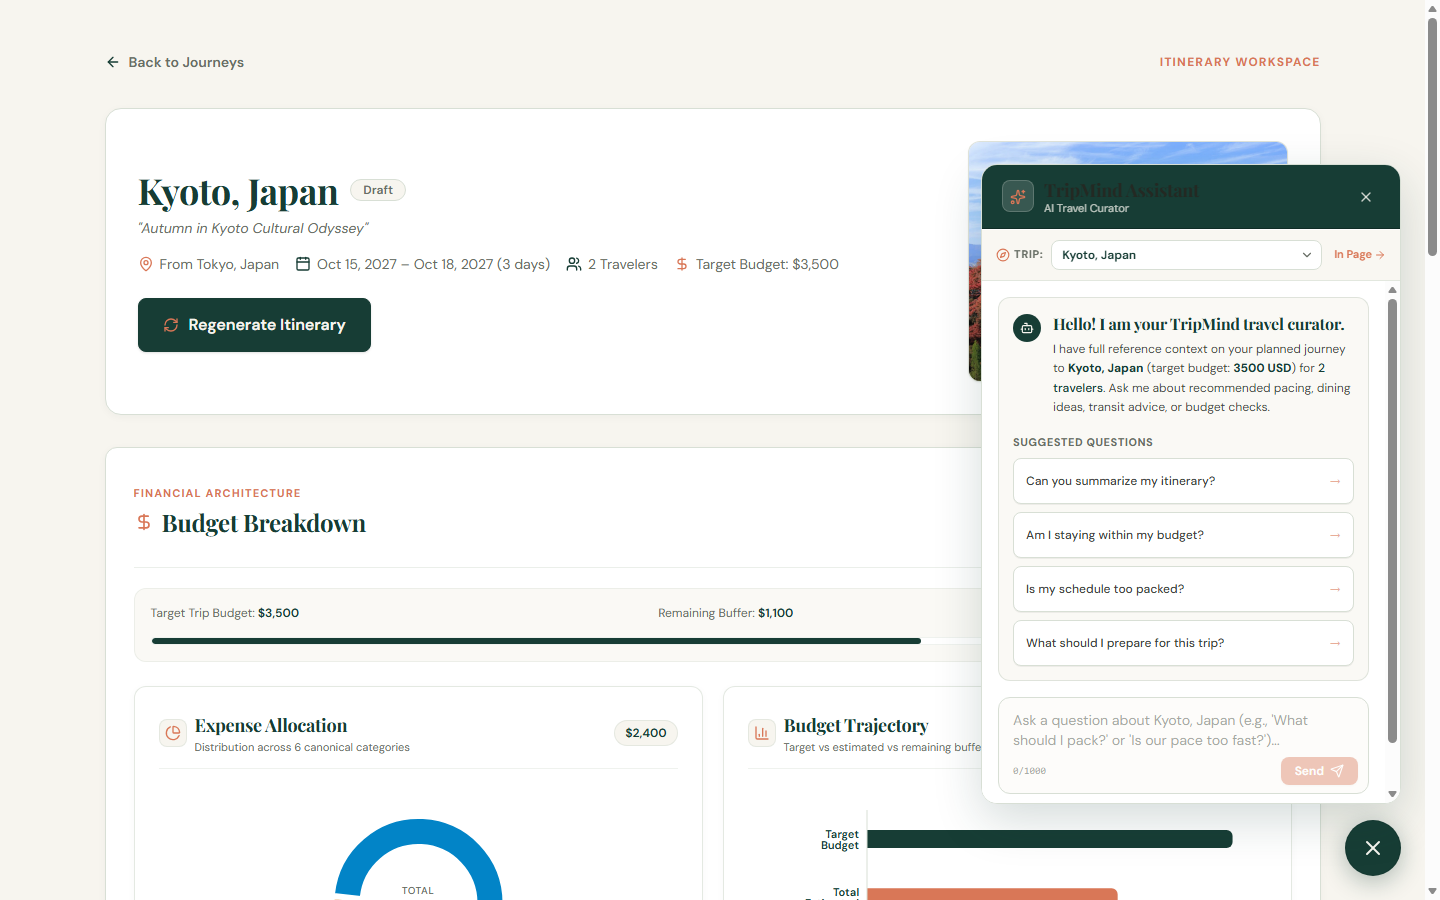 Back to Journeys
ITINERARY WORKSPACE
Kyoto, Japan
Draft
"Autumn in Kyoto Cultural Odyssey"
From Tokyo, Japan
Oct 15, 2027 – Oct 18, 2027 (3 days)
2 Travelers
Target Budget: $3,500
Regenerate Itinerary
FINANCIAL ARCHITECTURE
Budget Breakdown
Target Trip Budget: $3,500
Remaining Buffer: $1,100
Expense Allocation
Distribution across 6 canonical categories
$2,400
TOTAL
Budget Trajectory
Target vs estimated vs remaining buffe
Target
Budget
Total
TripMind Assistant
AI Travel Curator
TRIP:
Kyoto, Japan
In Page →
Hello! I am your TripMind travel curator.
I have full reference context on your planned journey
to Kyoto, Japan (target budget: 3500 USD) for 2
travelers. Ask me about recommended pacing, dining
ideas, transit advice, or budget checks.
SUGGESTED QUESTIONS
Can you summarize my itinerary? →
Am I staying within my budget? →
Is my schedule too packed? →
What should I prepare for this trip? →
Ask a question about Kyoto, Japan (e.g., 'What
should I pack?' or 'Is our pace too fast?')...
0/1000
Send